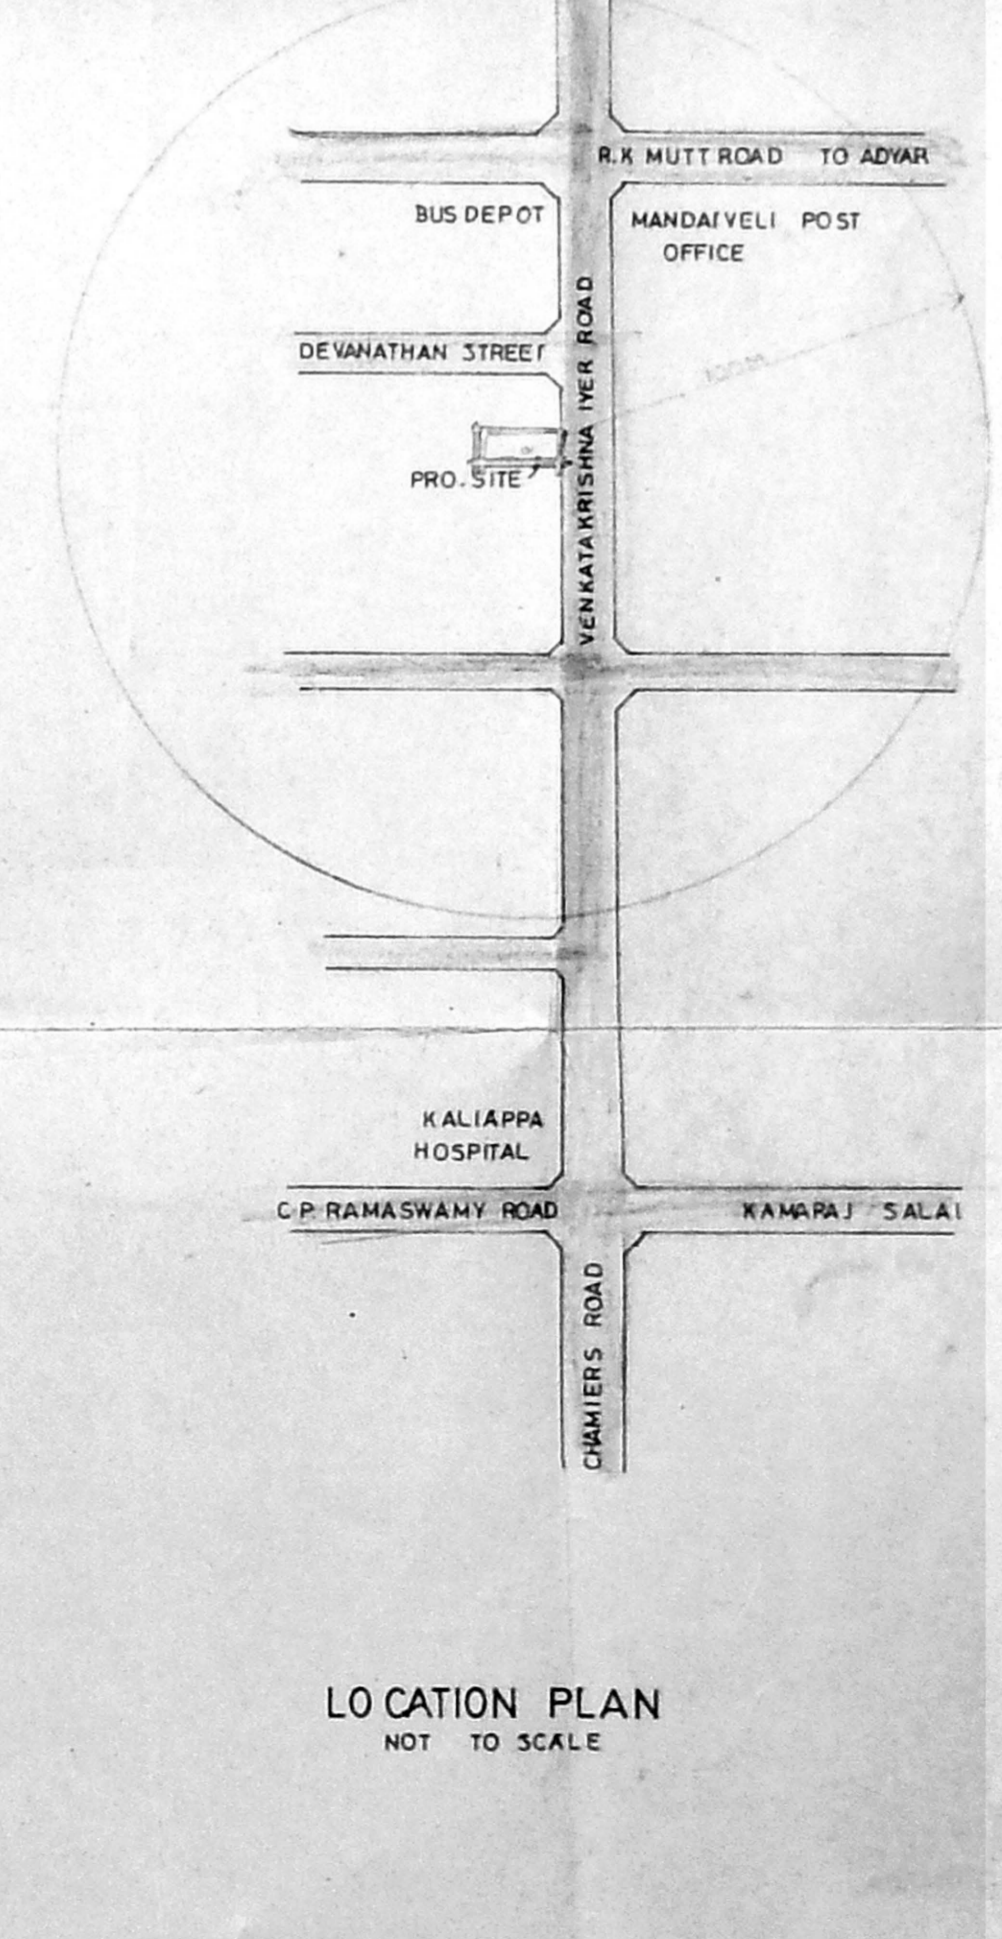 R.K MUTT ROAD TO ADYAR
BUS DEPOT
MANDAIVELI POST
OFFICE
DEVANATHAN STREET
VENKATAKRISHNA IYER ROAD
100M
PRO. SITE
KALIAPPA
HOSPITAL
C P RAMASWAMY ROAD
KAMARAJ SALAI
CHAMIERS ROAD
LOCATION PLAN
NOT TO SCALE